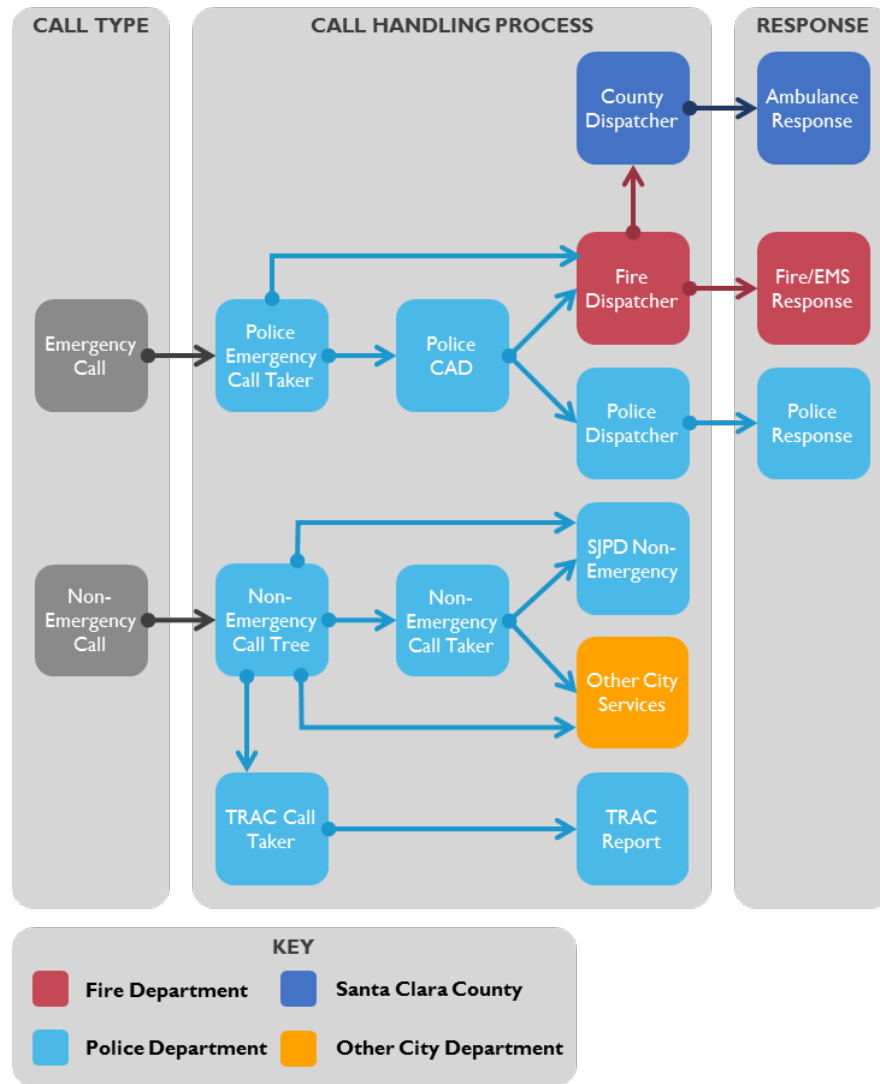 CALL TYPE
CALL HANDLING PROCESS
RESPONSE
County
Dispatcher
Ambulance
Response
Fire
Dispatcher
Fire/EMS
Response
Emergency
Call
Police
Emergency
Call Taker
Police
CAD
Police
Dispatcher
Police
Response
SJPD Non-
Emergency
Non-
Emergency
Call
Non-
Emergency
Call Tree
Non-
Emergency
Call Taker
Other City
Services
TRAC Call
Taker
TRAC
Report
KEY
Fire Department
Santa Clara County
Police Department
Other City Department